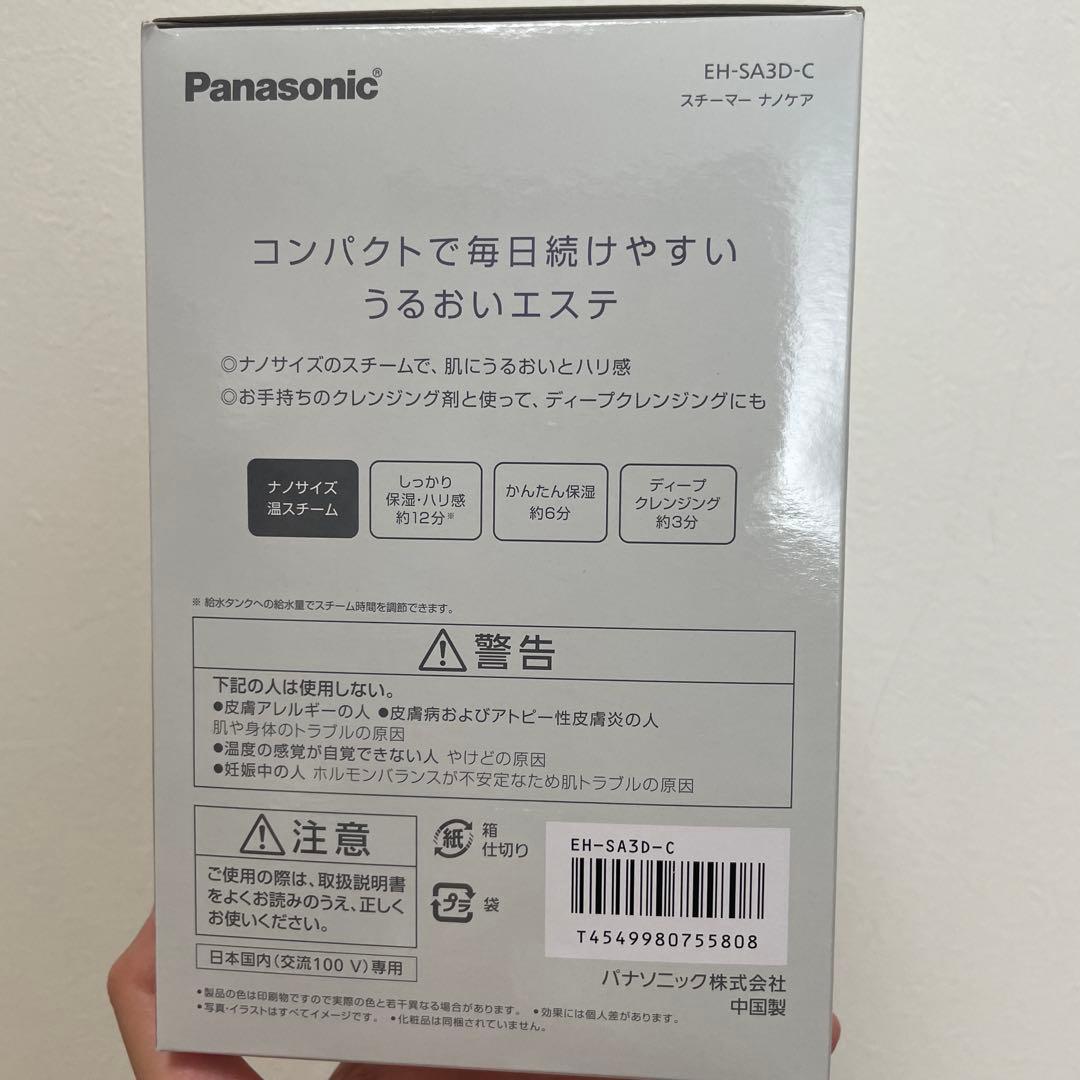 Panasonic®
EH-SA3D-C
スチーマー ナノケア
コンパクトで毎日続けやすい
うるおいエステ
◎ナノサイズのスチームで、肌にうるおいとハリ感
◎お手持ちのクレンジング剤と使って、ディープクレンジングにも
ナノサイズ
温スチーム
しっかり
保湿・ハリ感
約12分※
かんたん保湿
約6分
ディープ
クレンジング
約3分
※ 給水タンクへの給水量でスチーム時間を調節できます。
警告
下記の人は使用しない。
●皮膚アレルギーの人 ●皮膚病およびアトピー性皮膚炎の人
肌や身体のトラブルの原因
●温度の感覚が自覚できない人 やけどの原因
●妊娠中の人 ホルモンバランスが不安定なため肌トラブルの原因
注意
ご使用の際は、取扱説明書
をよくお読みのうえ、正しく
お使いください。
日本国内(交流100 V)専用
紙
箱
仕切り
プラ
袋
EH-SA3D-C
T4549980755808
パナソニック株式会社
中国製
●製品の色は印刷物ですので実際の色と若干異なる場合があります。 ●効果には個人差があります。
●写真・イラストはすべてイメージです。 ●化粧品は同梱されていません。